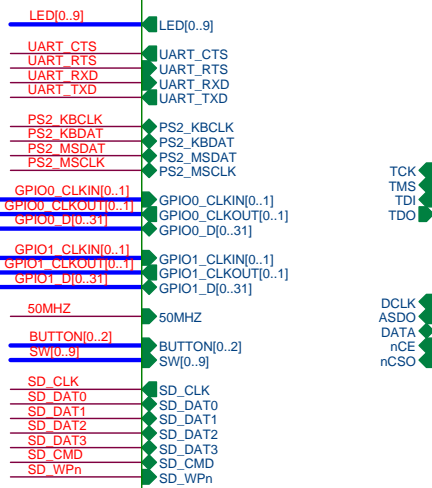 LED[0..9] LED[0..9]
UART_CTS UART_CTS
UART_RTS UART_RTS
UART_RXD UART_RXD
UART_TXD UART_TXD
PS2_KBCLK PS2_KBCLK
PS2_KBDAT PS2_KBDAT
PS2_MSDAT PS2_MSDAT
PS2_MSCLK PS2_MSCLK TCK
TMS
GPIO0_CLKIN[0..1] GPIO0_CLKIN[0..1] TDI
GPIO0_CLKOUT[0..1] GPIO0_CLKOUT[0..1] TDO
GPIO0_D[0..31] GPIO0_D[0..31]
GPIO1_CLKIN[0..1] GPIO1_CLKIN[0..1]
GPIO1_CLKOUT[0..1] GPIO1_CLKOUT[0..1]
GPIO1_D[0..31] GPIO1_D[0..31]
DCLK
50MHZ 50MHZ ASDO
DATA
BUTTON[0..2] BUTTON[0..2] nCE
SW[0..9] SW[0..9] nCSO
SD_CLK SD_CLK
SD_DAT0 SD_DAT0
SD_DAT1 SD_DAT1
SD_DAT2 SD_DAT2
SD_DAT3 SD_DAT3
SD_CMD SD_CMD
SD_WPn SD_WPn